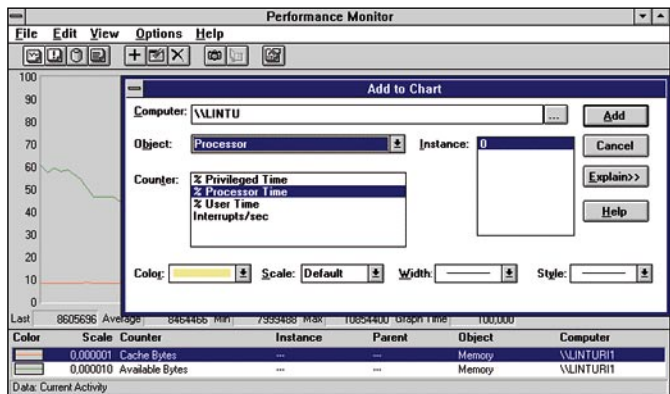 Performance Monitor
File Edit View Options Help
100
90
80
70
60
50
40
30
20
10
0
Add to Chart
Computer: \\LINTU ... Add
Object: Processor Instance: 0 Cancel
Counter: % Privileged Time
% Processor Time
% User Time
Interrupts/sec
Explain>>
Help
Color: Scale: Default Width: Style:
Last 8605696 Average 8464466 Min 7999488 Max 10854400 Graph Time 100,000
Color Scale Counter Instance Parent Object Computer
0,000001 Cache Bytes --- --- Memory \\LINTURI1
0,000010 Available Bytes --- --- Memory \\LINTURI1
Data: Current Activity